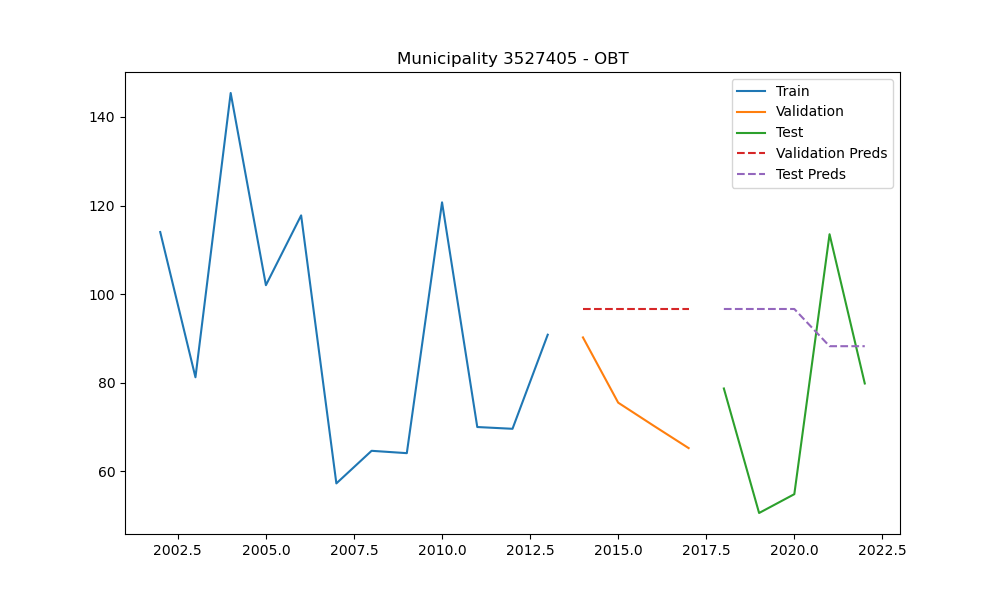 Municipality 3527405 - OBT
Train
Validation
Test
Validation Preds
Test Preds
140
120
100
80
60
2002.5 2005.0 2007.5 2010.0 2012.5 2015.0 2017.5 2020.0 2022.5